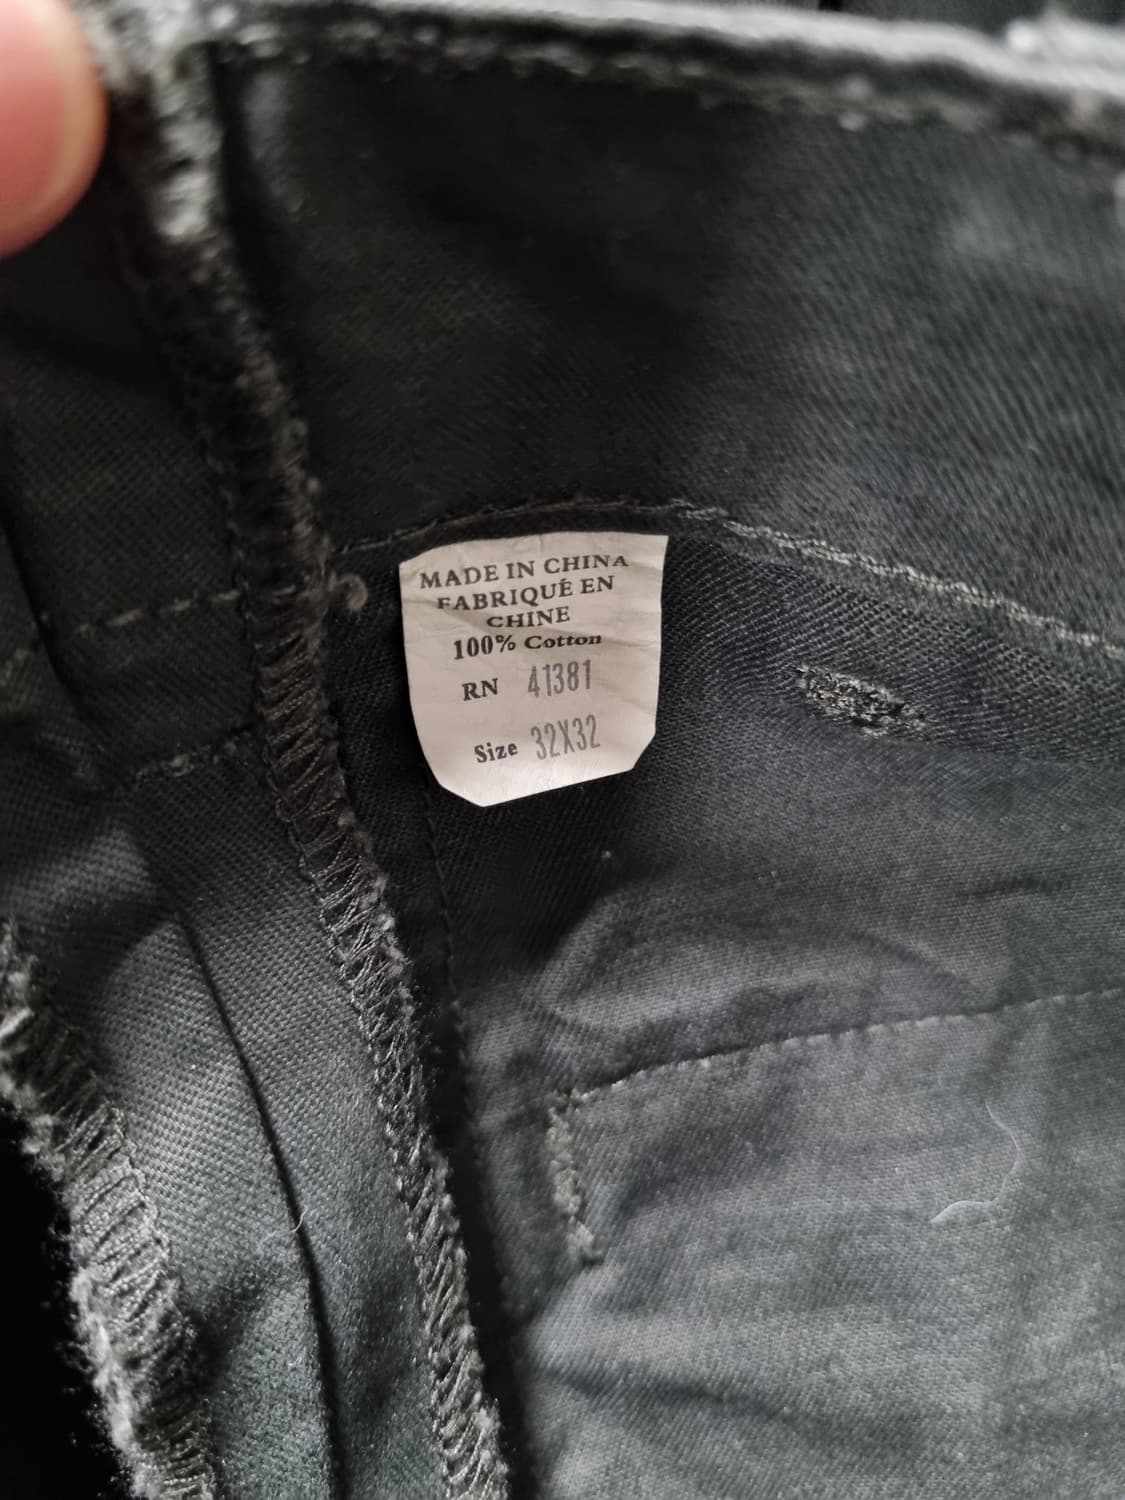 MADE IN CHINA
FABRIQUÉ EN
CHINE
100% Cotton
RN 41381
Size 32X32